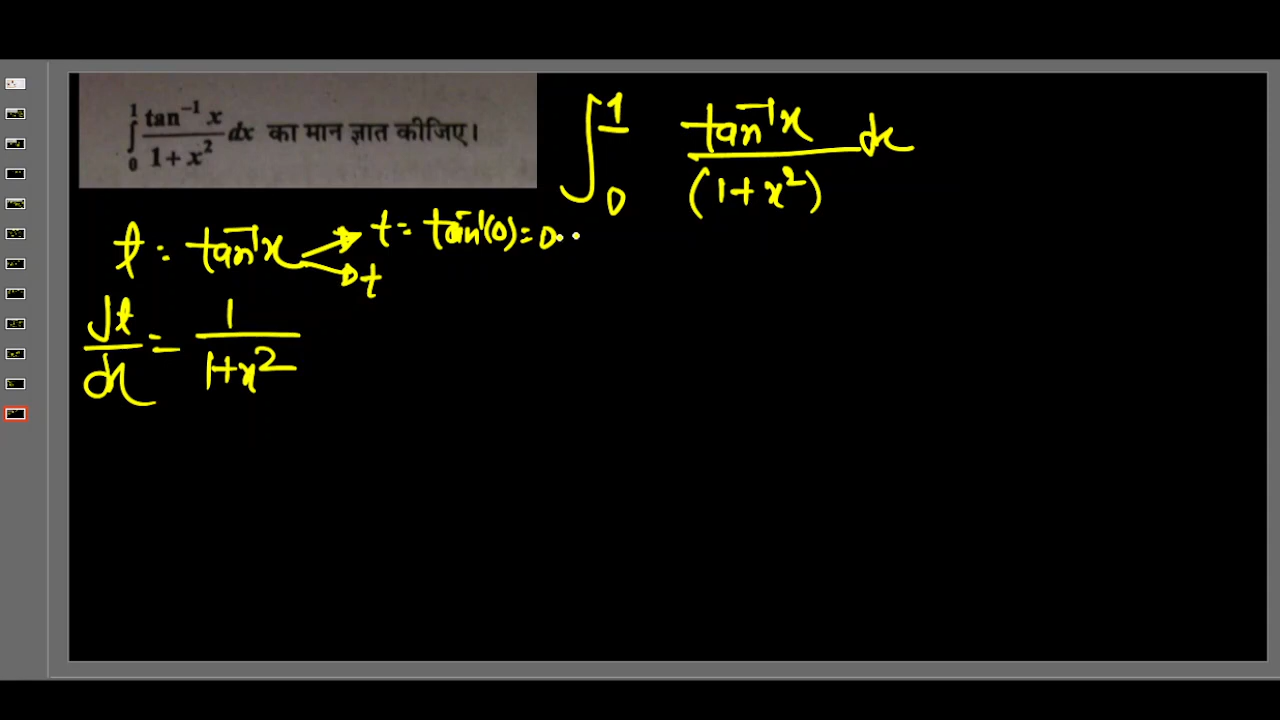 ∫₀¹ tan⁻¹ x / 1 + x² dx का मान ज्ञात कीजिए।
∫₀¹ tan⁻¹x / (1 + x²) dx
t = tan⁻¹x → t = tan⁻¹(0) = 0..
→ t
dt/dx = 1 / 1+x²